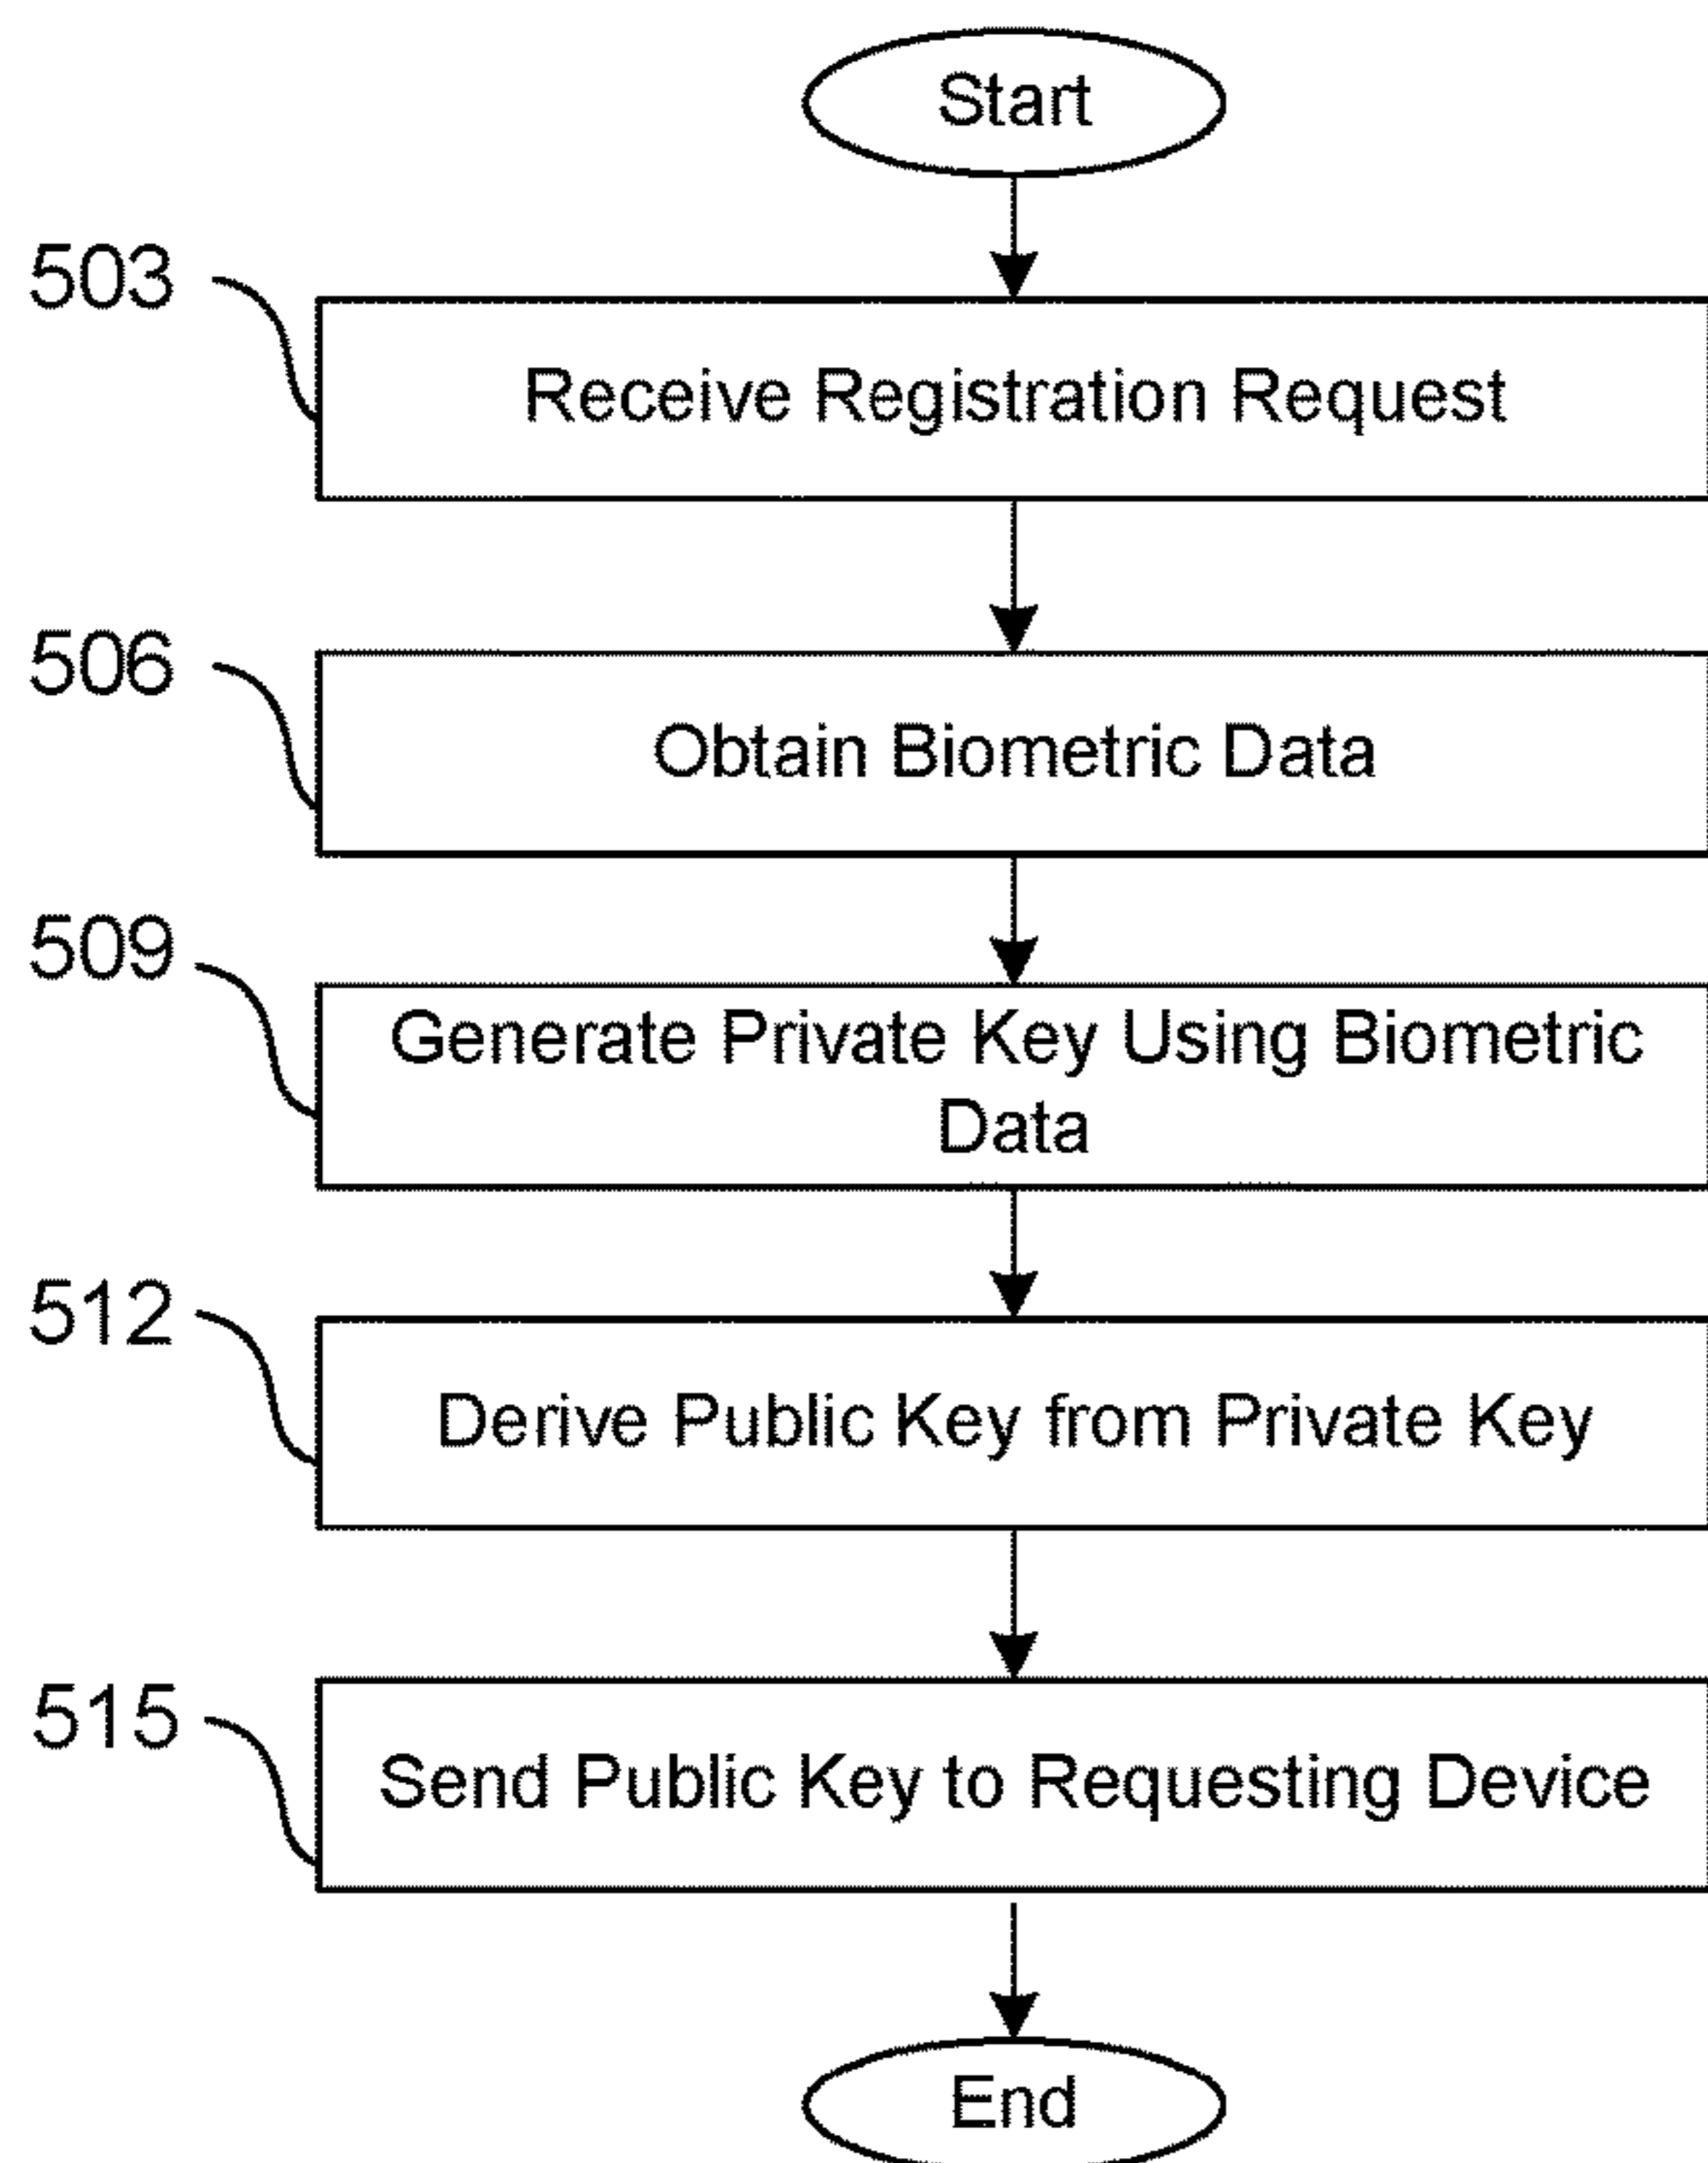 Start
503
Receive Registration Request
506
Obtain Biometric Data
509
Generate Private Key Using Biometric
Data
512
Derive Public Key from Private Key
515
Send Public Key to Requesting Device
End